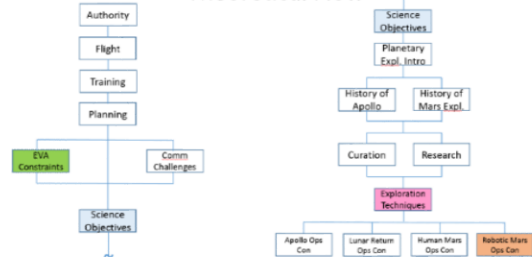 Authority
Flight
Training
Planning
EVA
Constraints
Comm
Challenges
Science
Objectives
Science
Objectives
Planetary
Expl. Intro
History of
Apollo
History of
Mars Expl.
Curation
Research
Exploration
Techniques
Apollo Ops
Con
Lunar Return
Ops Con
Human Mars
Ops Con
Robotic Mars
Ops Con